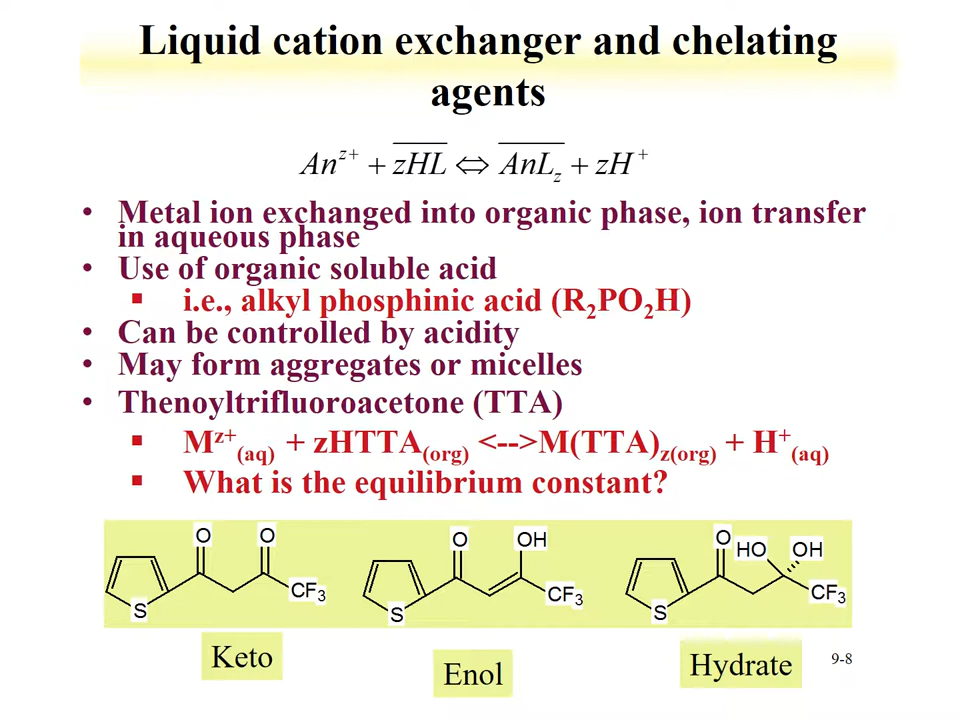 Liquid cation exchanger and chelating
agents
An^{z+} + \overline{zHL} ⇔ \overline{AnL_z} + zH^+
• Metal ion exchanged into organic phase, ion transfer
in aqueous phase
• Use of organic soluble acid
▪ i.e., alkyl phosphinic acid (R₂PO₂H)
• Can be controlled by acidity
• May form aggregates or micelles
• Thenoyltrifluoroacetone (TTA)
▪ M^{z+}_{(aq)} + zHTTA_{(org)} <-->M(TTA)_{z(org)} + H^+_{(aq)}
▪ What is the equilibrium constant?
O O S CF₃
O OH S CF₃
O HO OH S CF₃
Keto
Enol
Hydrate
9-8